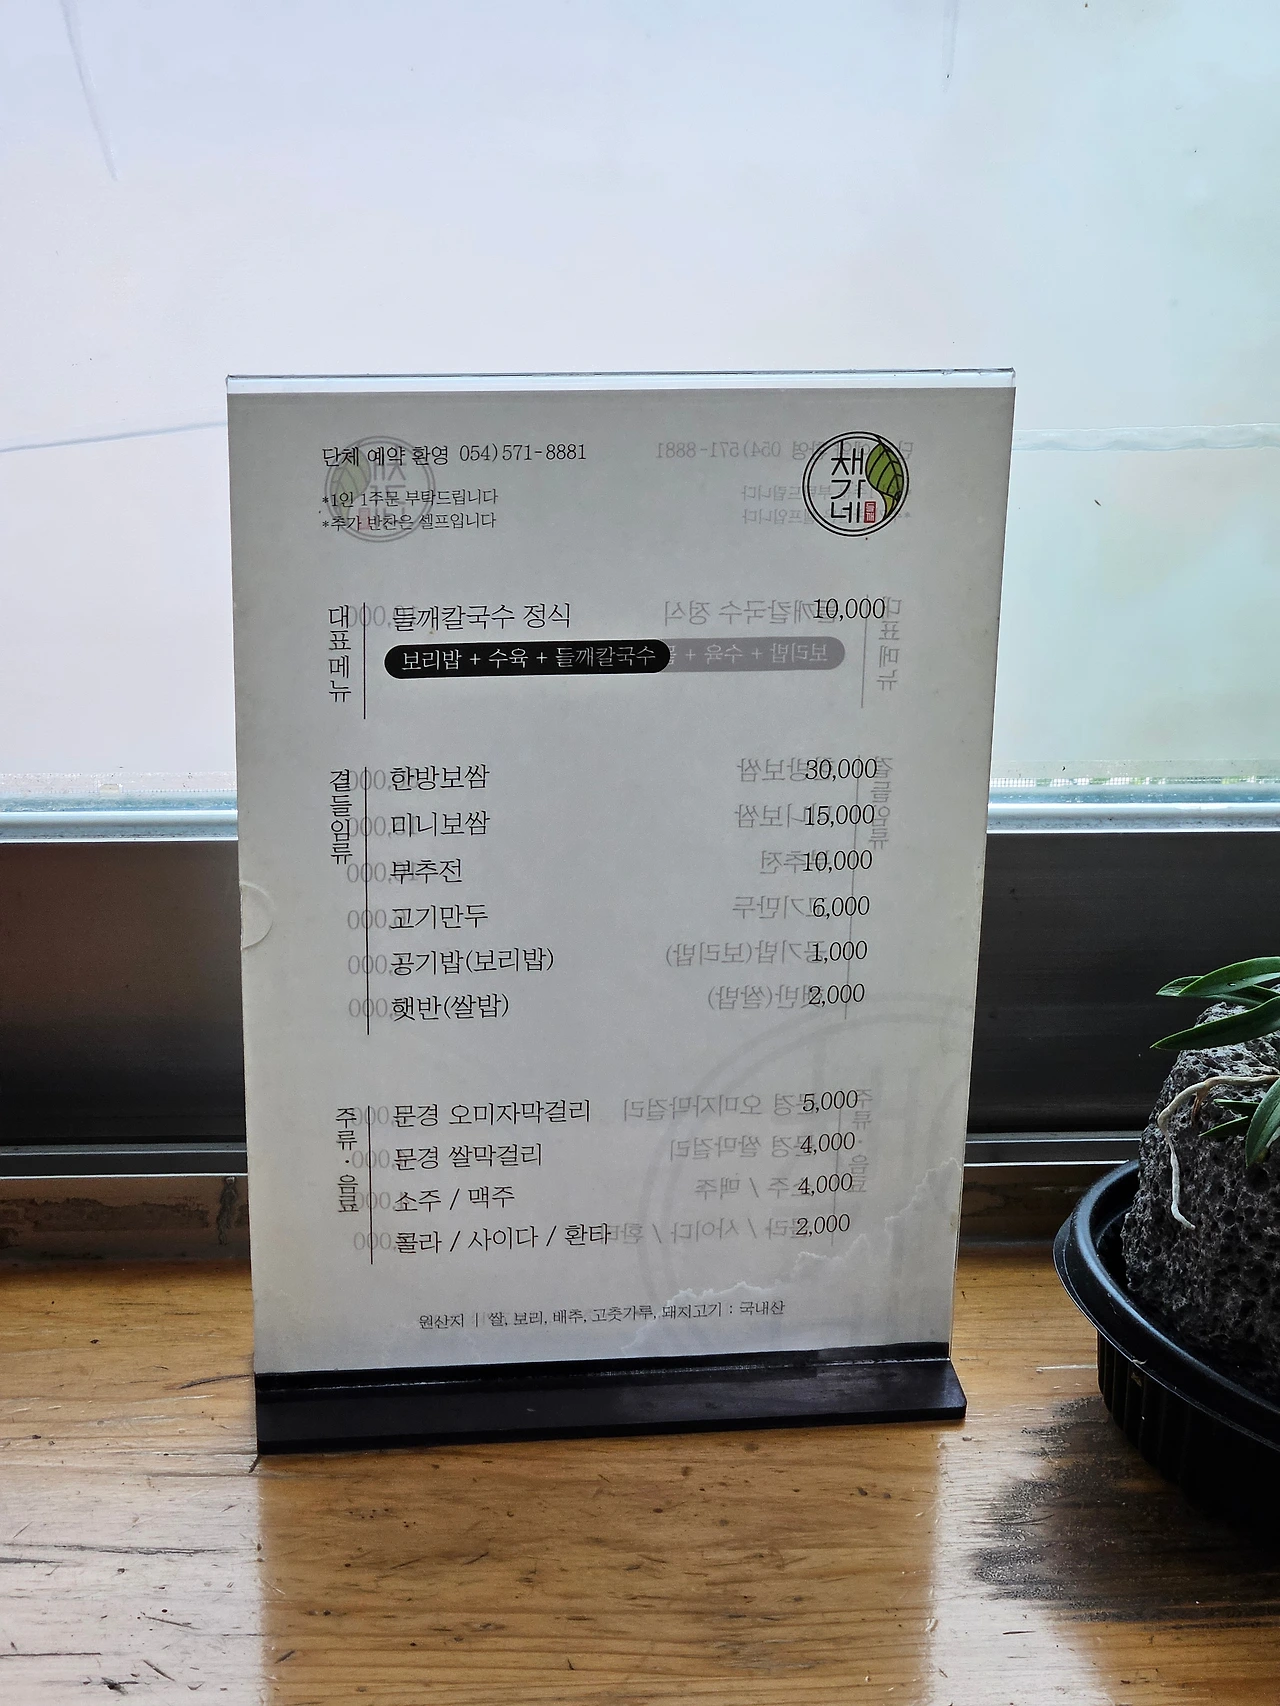 단체 예약 환영 054)571-8881
*1인 1주문 부탁드립니다
*추가 반찬은 셀프입니다
채
가
네
대표메뉴
들깨칼국수 정식 10,000
보리밥 + 수육 + 들깨칼국수
곁들임류
한방보쌈 30,000
미니보쌈 15,000
부추전 10,000
고기만두 6,000
공기밥(보리밥) 1,000
햇반(쌀밥) 2,000
주류·음료
문경 오미자막걸리 5,000
문경 쌀막걸리 4,000
소주 / 맥주 4,000
콜라 / 사이다 / 환타 2,000
원산지 | 쌀, 보리, 배추, 고춧가루, 돼지고기 : 국내산